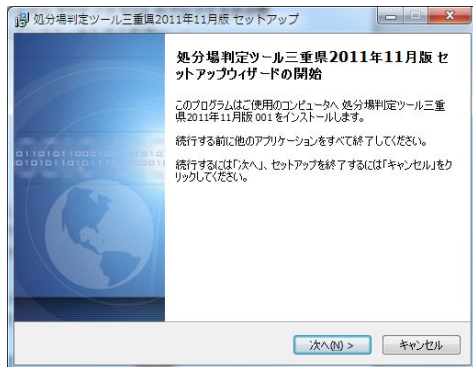 処分場判定ツール三重県2011年11月版 セットアップ
処分場判定ツール三重県2011年11月版 セ
ットアップウィザードの開始
このプログラムはご使用のコンピュータへ 処分場判定ツール三重
県2011年11月版 001 をインストールします。
続行する前に他のアプリケーションをすべて終了してください。
続行するには「次へ」、セットアップを終了するには「キャンセル」をク
リックしてください。
次へ(N) >
キャンセル